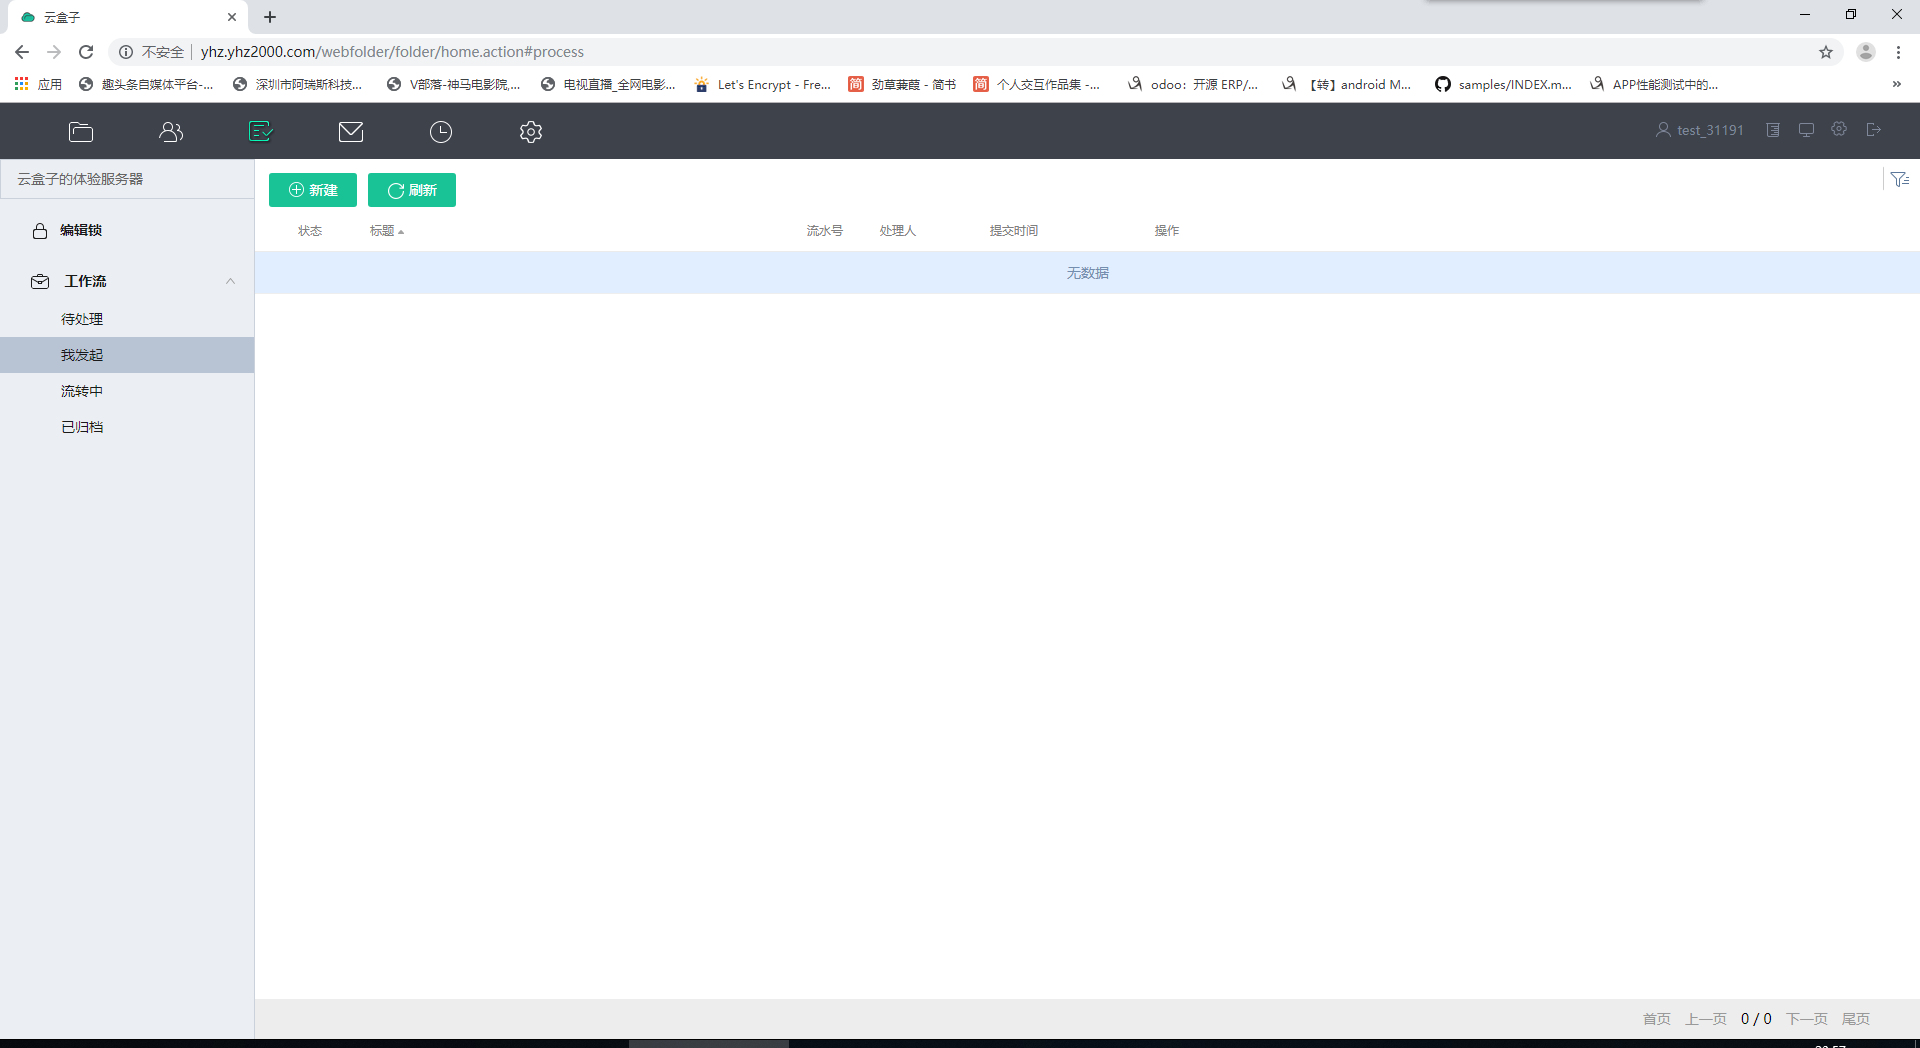 云盒子
不安全 yhz.yhz2000.com/webfolder/folder/home.action#process
应用 趣头条自媒体平台-... 深圳市阿瑞斯科技... V部落-神马电影院,... 电视直播_全网电影... Let's Encrypt - Fre... 劲草蒹葭 - 简书 个人交互作品集 -... odoo：开源 ERP/... 【转】android M... samples/INDEX.m... APP性能测试中的... »
test_31191
云盒子的体验服务器
新建 刷新
状态 标题 流水号 处理人 提交时间 操作
编辑锁
无数据
工作流
待处理
我发起
流转中
已归档
首页 上一页 0 / 0 下一页 尾页